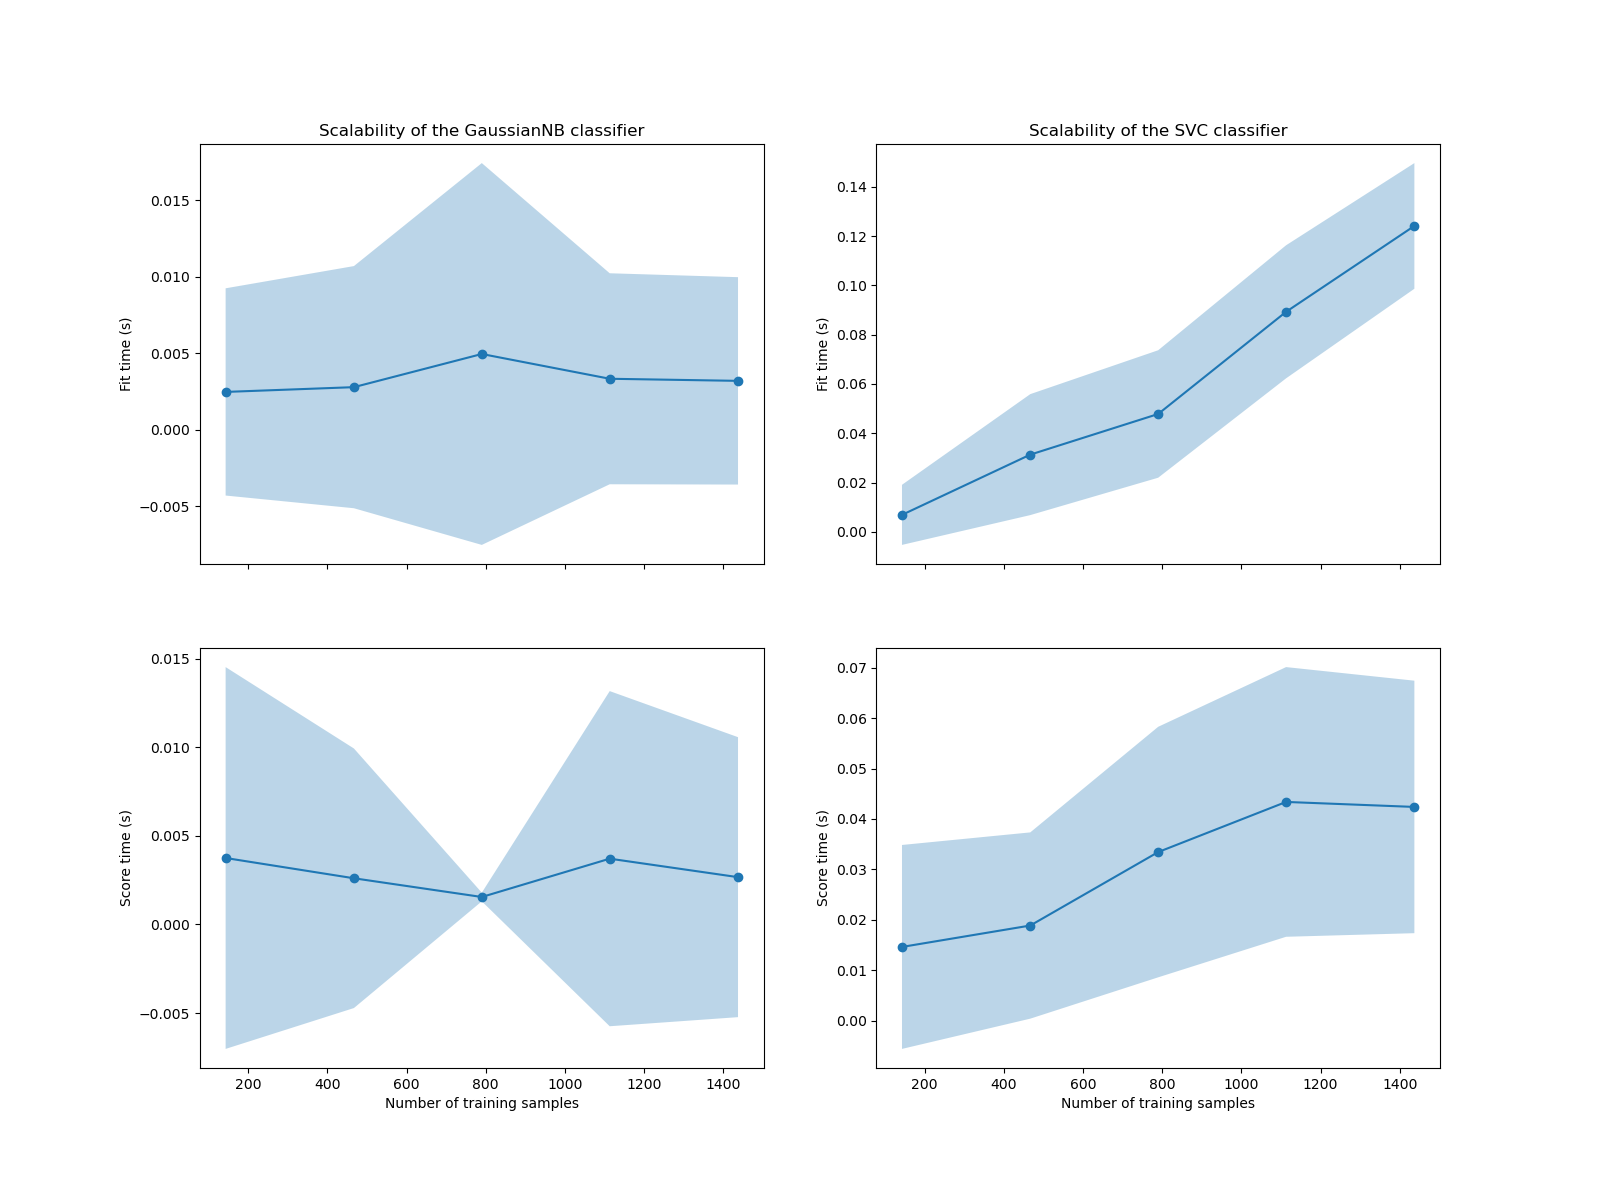 Scalability of the GaussianNB classifier
Fit time (s)
0.015
0.010
0.005
0.000
−0.005
Scalability of the SVC classifier
Fit time (s)
0.14
0.12
0.10
0.08
0.06
0.04
0.02
0.00
Score time (s)
0.015
0.010
0.005
0.000
−0.005
200 400 600 800 1000 1200 1400
Number of training samples
Score time (s)
0.07
0.06
0.05
0.04
0.03
0.02
0.01
0.00
200 400 600 800 1000 1200 1400
Number of training samples